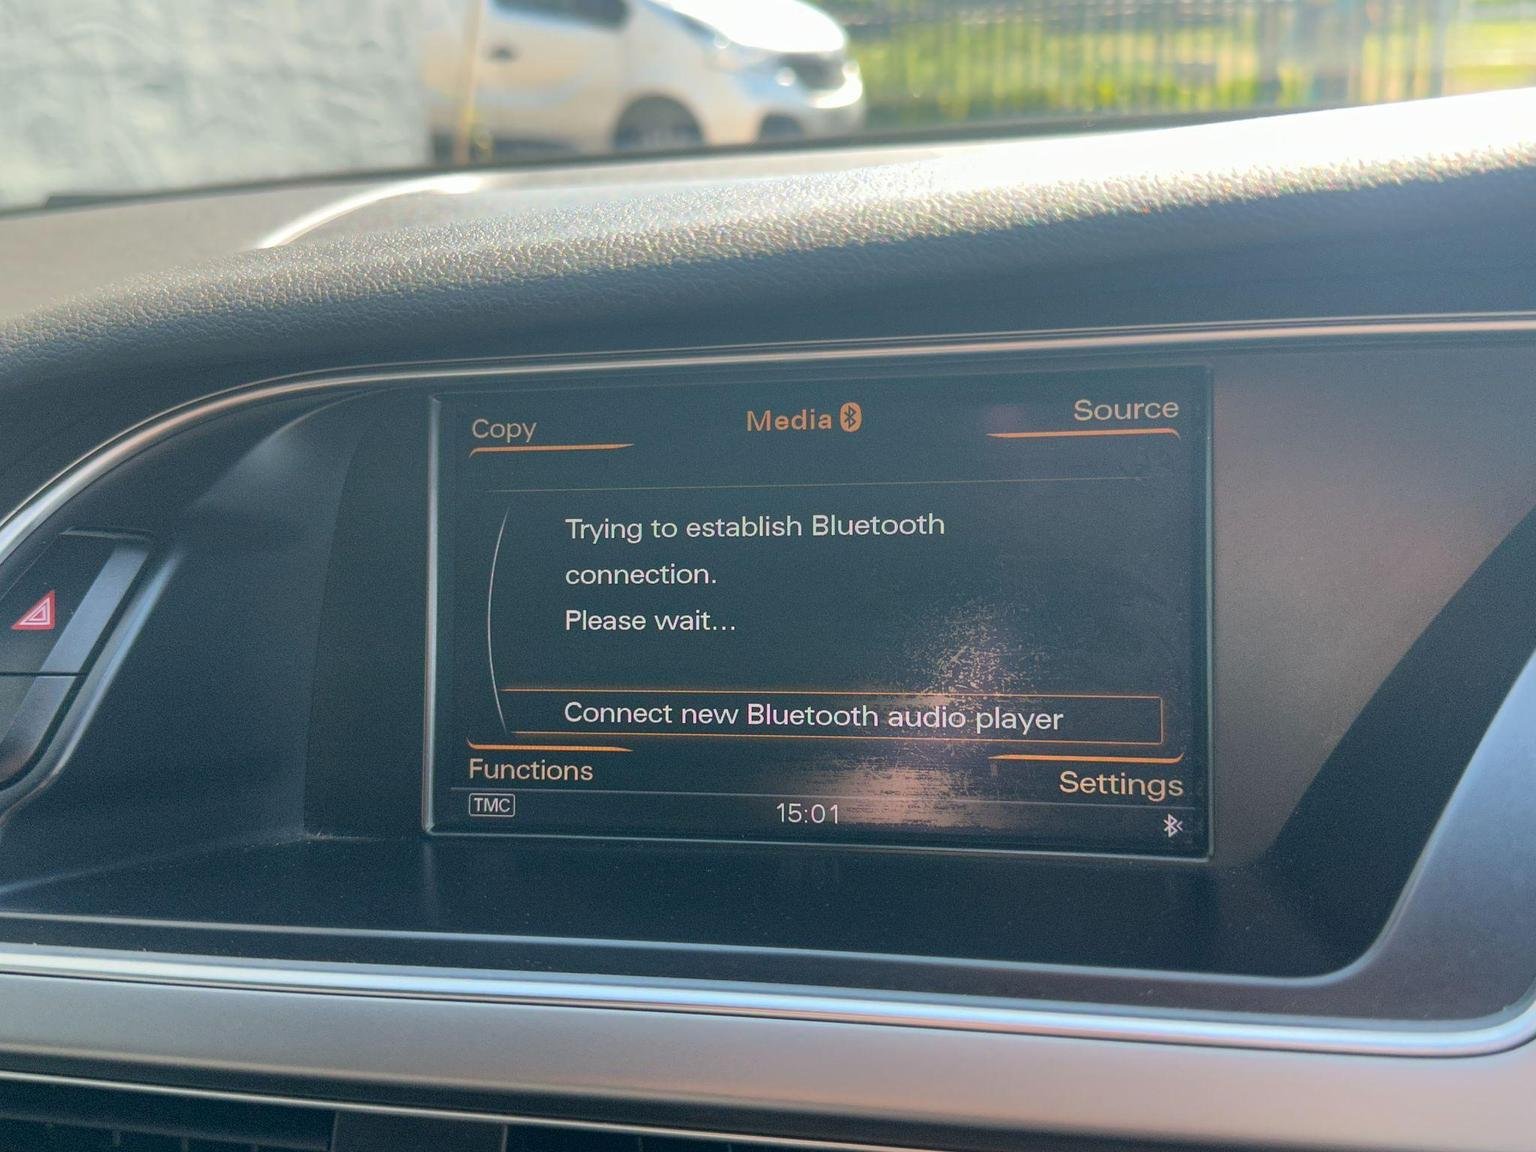 Copy
Media
Source
Trying to establish Bluetooth
connection.
Please wait...
Connect new Bluetooth audio player
Functions
Settings
TMC
15:01